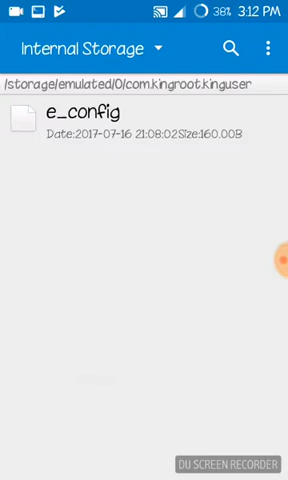 38% 3:12 PM
Internal Storage
/storage/emulated/0/com.kingroot.kinguser
e_config
Date:2017-07-16 21:08:02Size:160.00B
DU SCREEN RECORDER